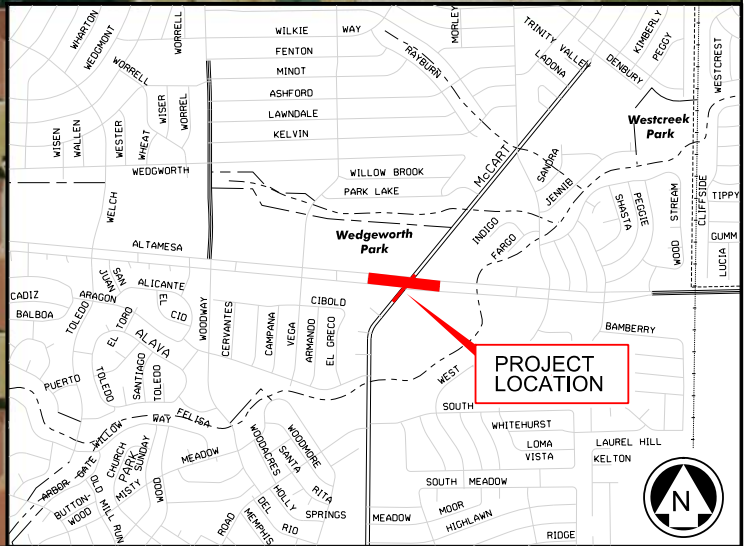 WHARTON
WEDGMONT
WORRELL
WORRELL
WILKIE WAY
FENTON
MINOT
ASHFORD
LAWNDALE
KELVIN
MORLEY
RAYBURN
TRINITY VALLEY
LADONA
KIMBERLY
PEGGY
DENBURY
WESTCREST
Westcreek
Park
WISEN
WALLEN
WESTER
WHEAT
WISER
WORREL
WEDGWORTH
WELCH
WILLOW BROOK
PARK LAKE
McCART
SANDRA
JENNIB
INDIGO
FARGO
SHASTA
PEGGIE
WOOD
STREAM
CLIFFSIDE
TIPPY
GUMM
LUCIA
Wedgeworth
Park
ALTAMESA
SAN
JUAN
ALICANTE
EL
CID
CADIZ
ARAGON
BALBOA
TOLEDO
EL TORO
ALAVA
WOODWAY
CERVANTES
CAMPANA
VEGA
ARMANDO
EL GRECO
CIBOLD
BAMBERRY
PROJECT
LOCATION
PUERTO
TOLEDO
SANTIAGO
TOLEDO
WEST
SOUTH
WHITEHURST
LOMA
VISTA
LAUREL HILL
KELTON
ARBOR GATE
WILLOW
WAY
FELISA
CHURCH
PARK
SUNDAY
MISTY
OLD MILL RUN
BUTTON-
WOOD
MEADOW
WOOD
WOODACRES
WOODMORE
SANTA
RITA
HOLLY
SPRINGS
DEL
RIO
MEMPHIS
ROAD
SOUTH MEADOW
MEADOW
MOOR
HIGHLAWN
RIDGE
N